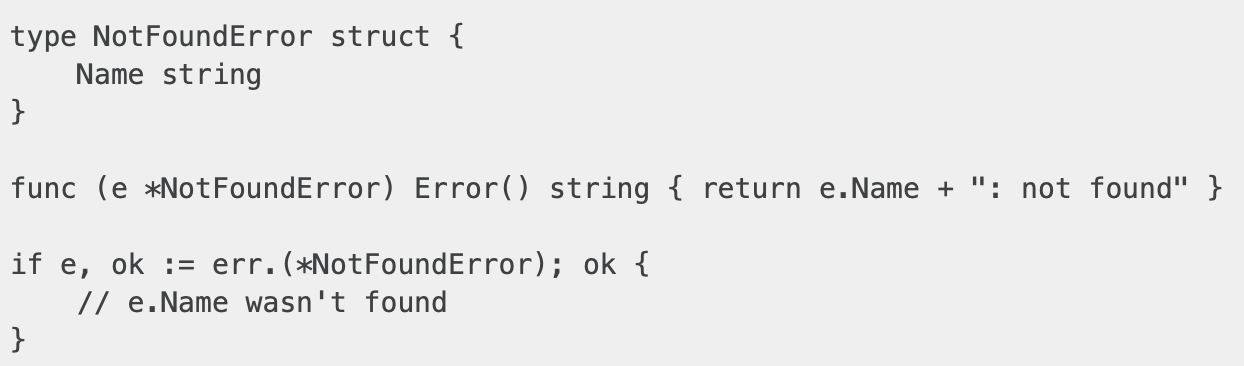 type NotFoundError struct {
    Name string
}

func (e *NotFoundError) Error() string { return e.Name + ": not found" }

if e, ok := err.(*NotFoundError); ok {
    // e.Name wasn't found
}